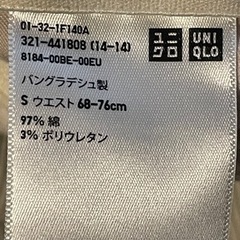 01-32-1F140A
321-441808 (14-14)
8184-00BE-00EU
ユニ
クロ
UNI
QLO
バングラデシュ製
S ウエスト 68-76cm
97% 綿
3% ポリウレタン